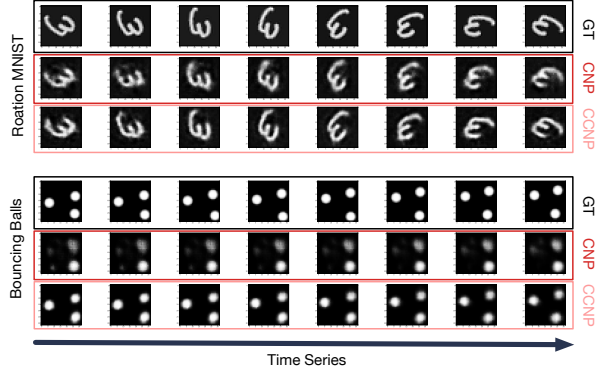 Roation MNIST
GT
CNP
CCNP
Bouncing Balls
GT
CNP
CCNP
Time Series